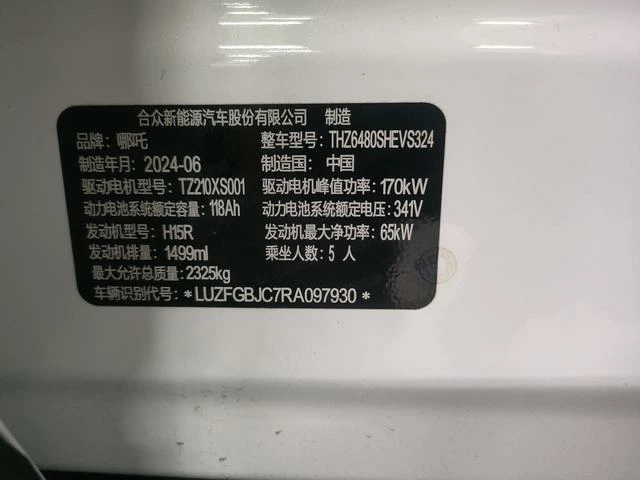 合众新能源汽车股份有限公司 制造
品牌: 哪吒 整车型号: THZ6480SHEVS324
制造年月: 2024-06 制造国: 中国
驱动电机型号: TZ210XS001 驱动电机峰值功率: 170kW
动力电池系统额定容量: 118Ah 动力电池系统额定电压: 341V
发动机型号: H15R 发动机最大净功率: 65kW
发动机排量: 1499ml 乘坐人数: 5 人
最大允许总质量: 2325kg
车辆识别代号: *LUZFGBJC7RA097930*